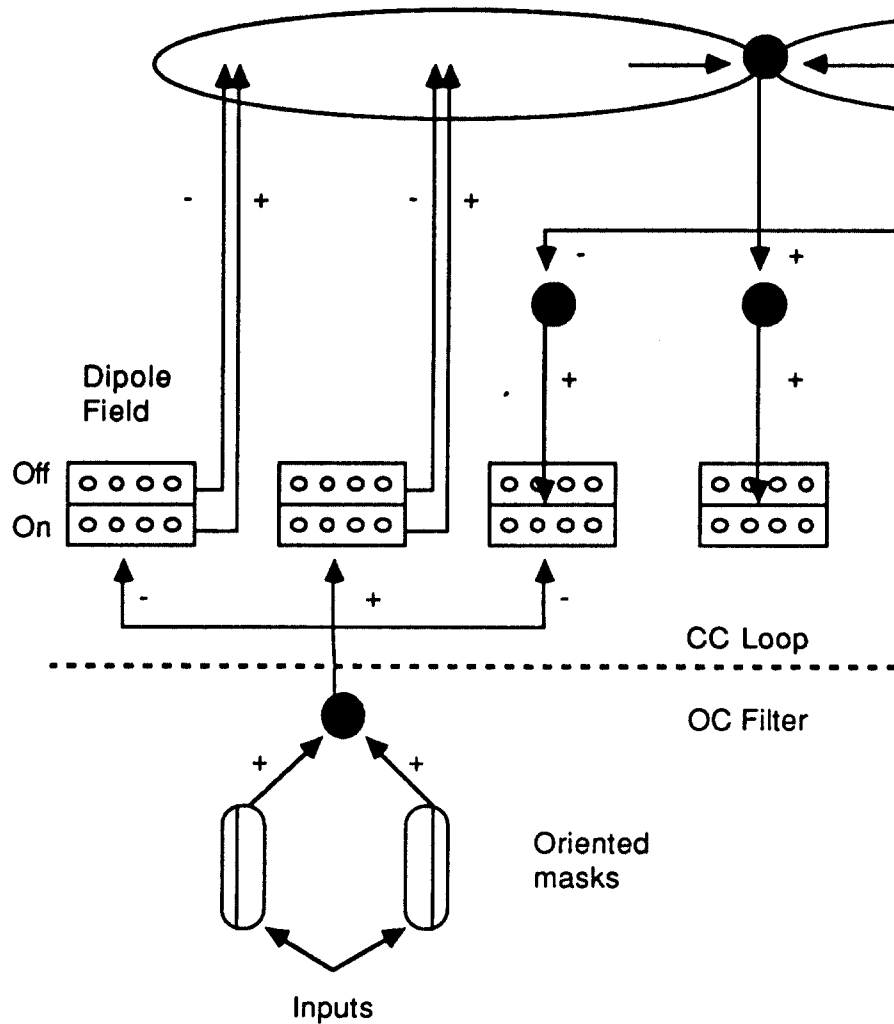 - + - +
- +
+ +
Dipole
Field
Off
On
- + -
CC Loop
OC Filter
+ +
Oriented
masks
Inputs